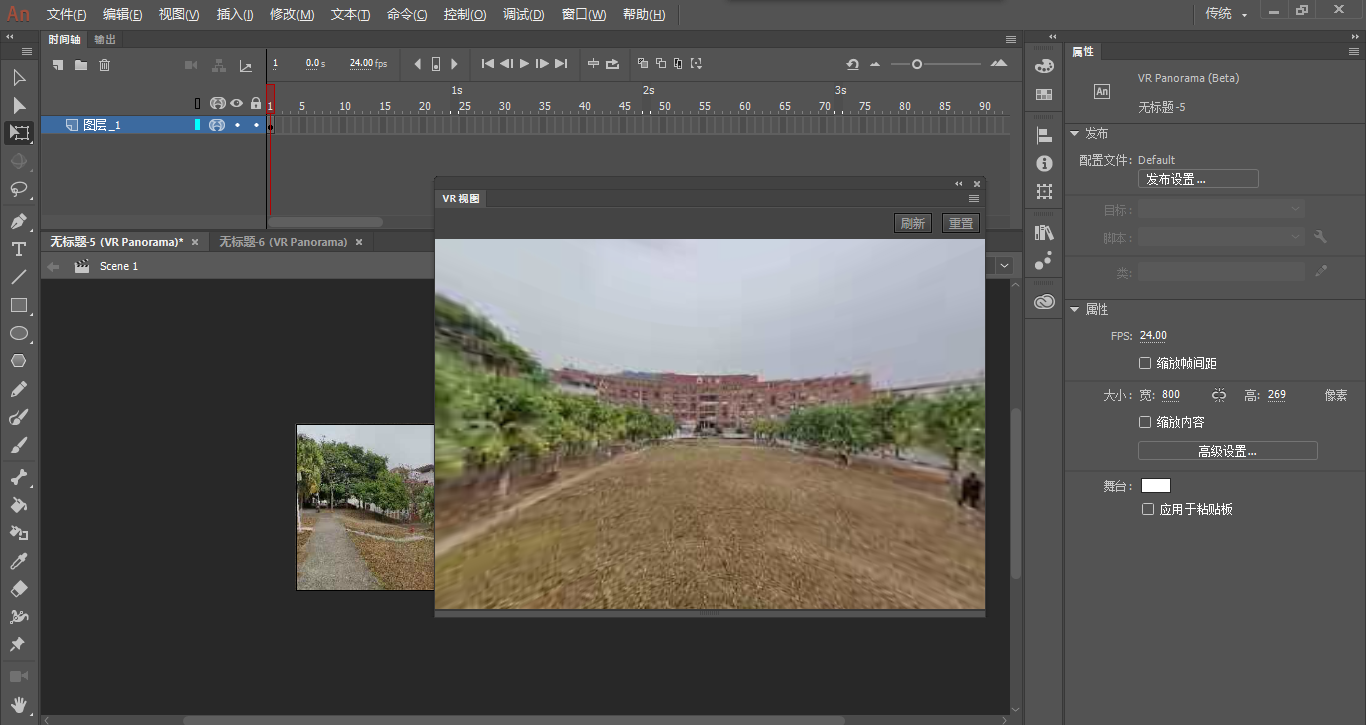 An 文件(F) 编辑(E) 视图(V) 插入(I) 修改(M) 文本(T) 命令(C) 控制(O) 调试(D) 窗口(W) 帮助(H) 传统
时间轴 输出
1 0.0 s 24.00 fps
1s 2s 3s
1 5 10 15 20 25 30 35 40 45 50 55 60 65 70 75 80 85 90
图层_1
VR 视图
刷新 重置
无标题-5 (VR Panorama)* × 无标题-6 (VR Panorama) ×
Scene 1
属性
An VR Panorama (Beta)
无标题-5
发布
配置文件: Default
发布设置...
目标:
脚本:
类:
属性
FPS: 24.00
缩放帧间距
大小: 宽: 800 高: 269 像素
缩放内容
高级设置...
舞台:
应用于粘贴板